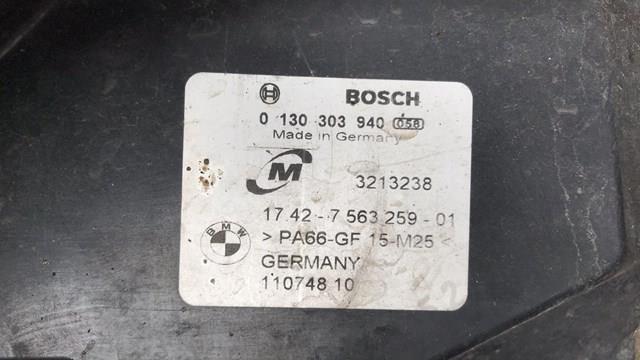 BOSCH
0 130 303 940 058
Made in Germany
M 3213238
17.42 - 7 563 259 - 01
BMW > PA66-GF 15-M25 <
GERMANY
110748 10